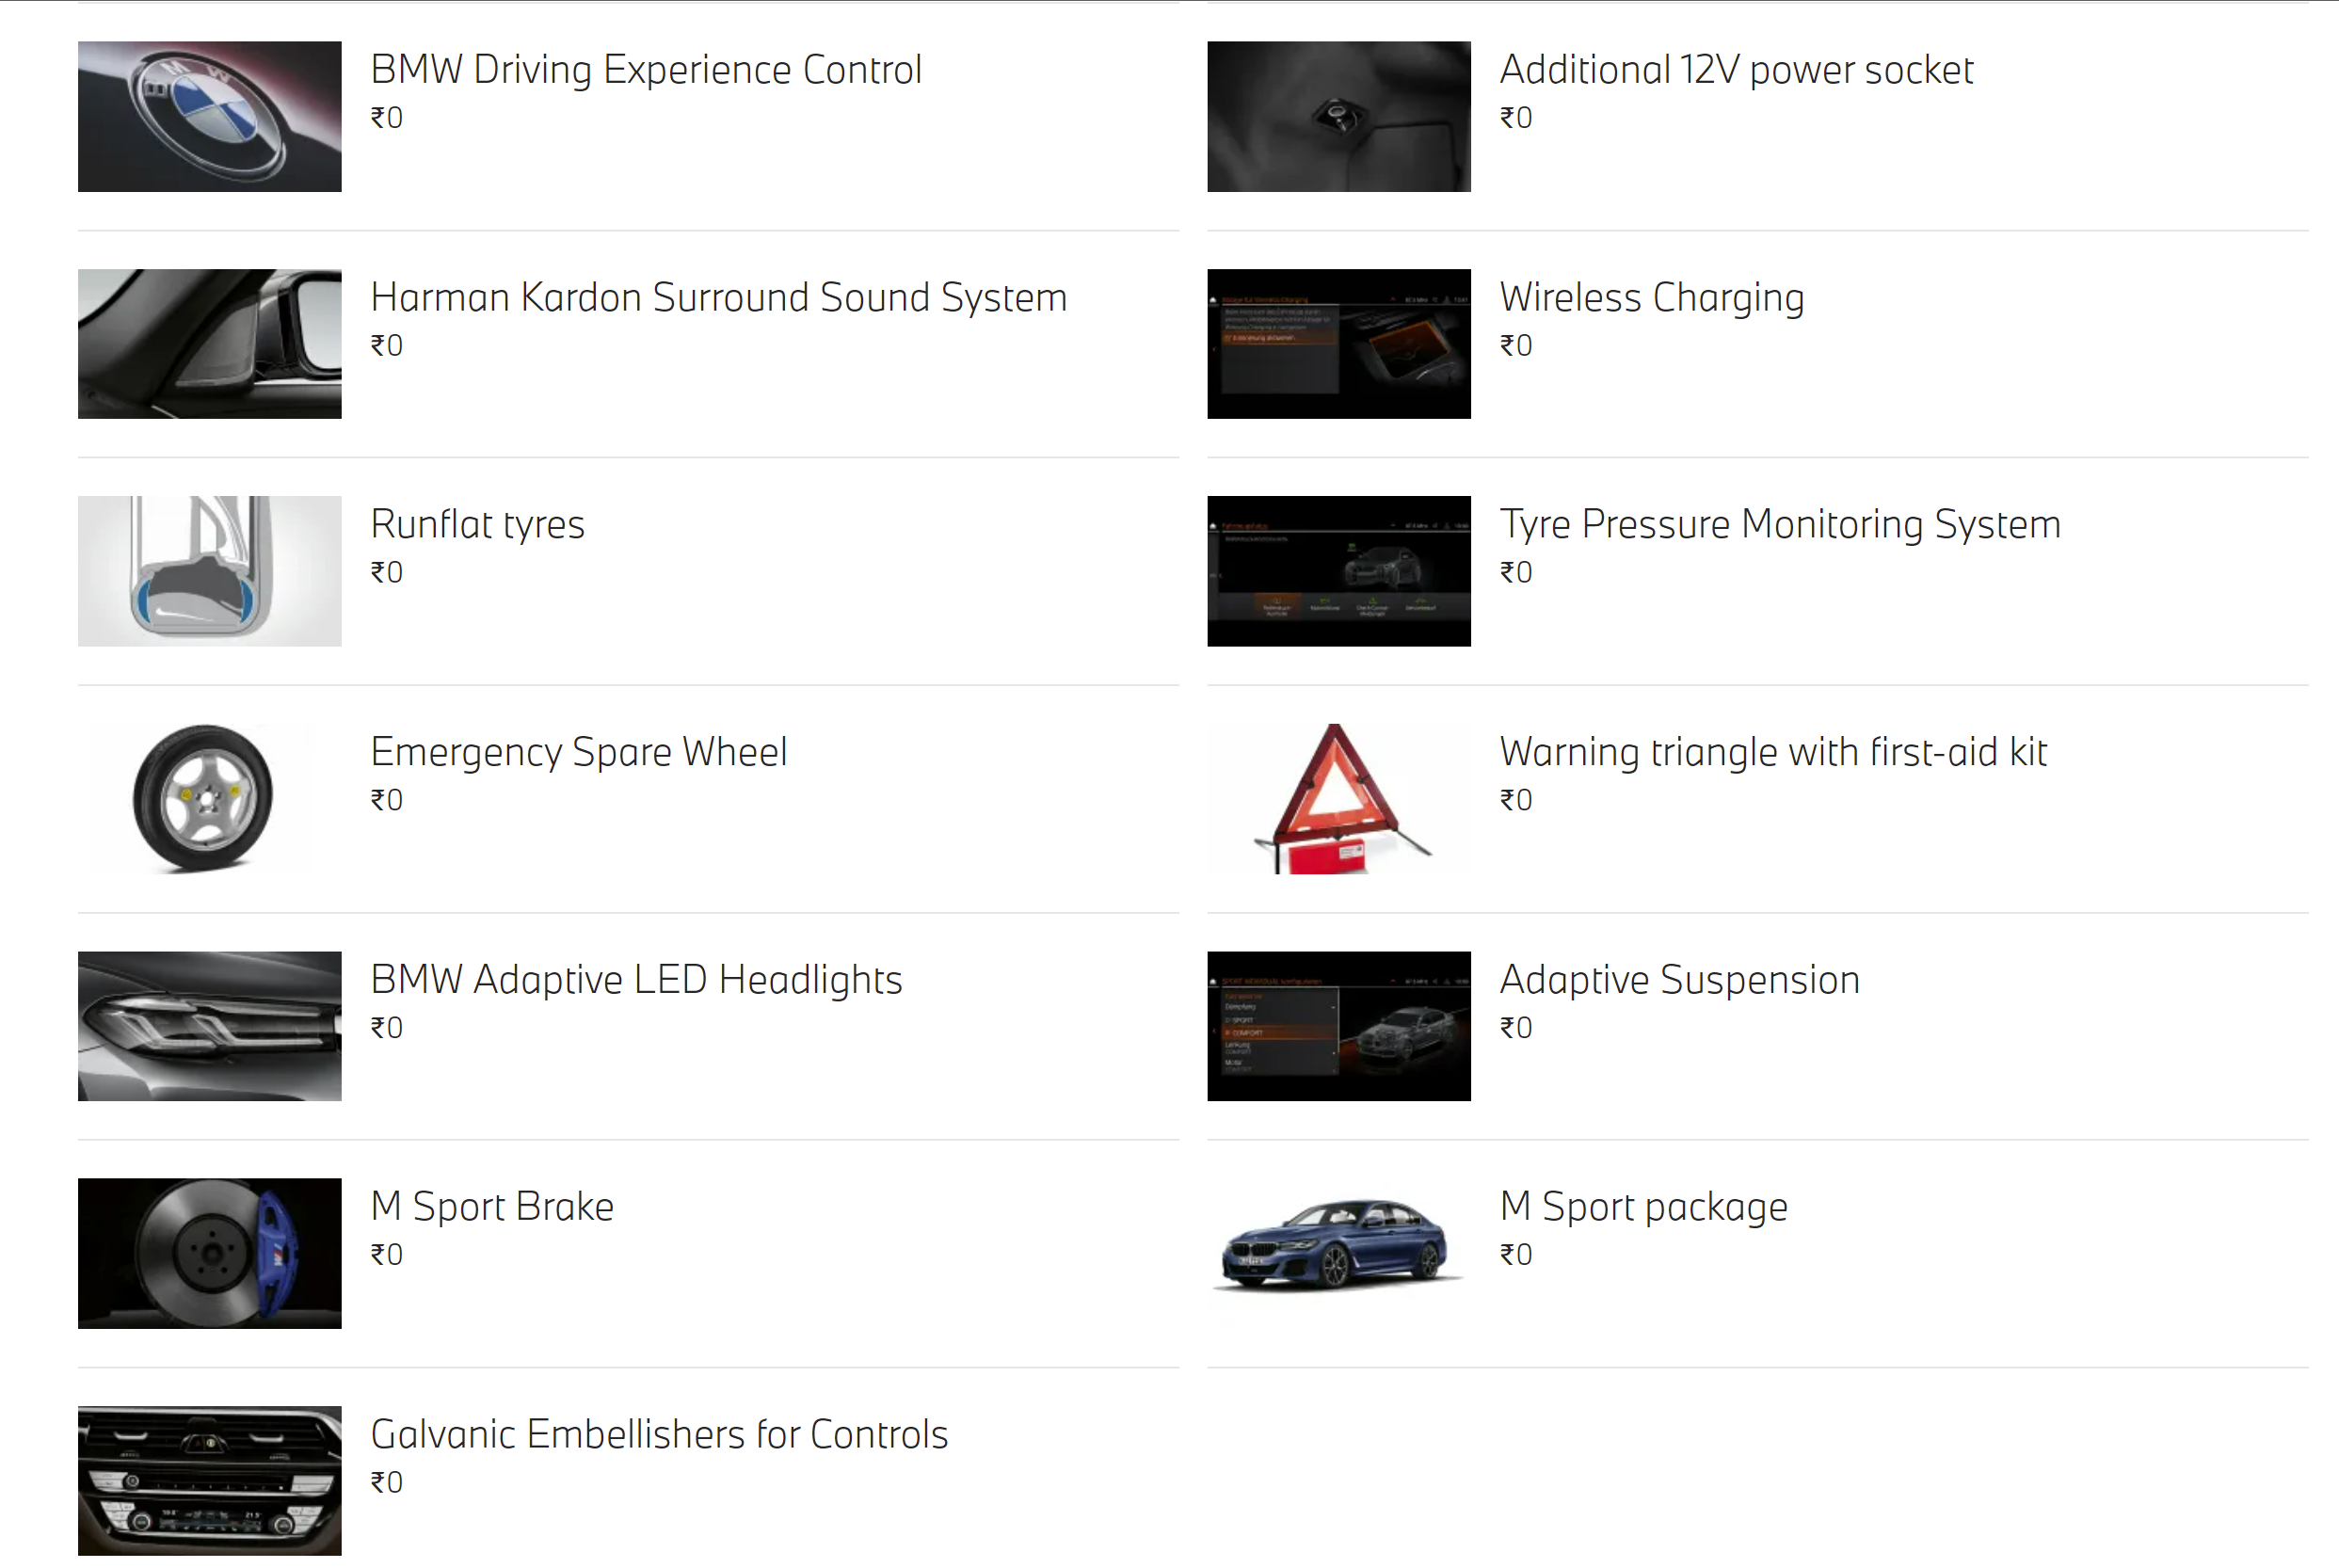 BMW Driving Experience Control
₹0
Additional 12V power socket
₹0
Harman Kardon Surround Sound System
₹0
Wireless Charging
₹0
Runflat tyres
₹0
Tyre Pressure Monitoring System
₹0
Emergency Spare Wheel
₹0
Warning triangle with first-aid kit
₹0
BMW Adaptive LED Headlights
₹0
SPORT
COMFORT
Adaptive Suspension
₹0
M Sport Brake
₹0
M Sport package
₹0
Galvanic Embellishers for Controls
₹0